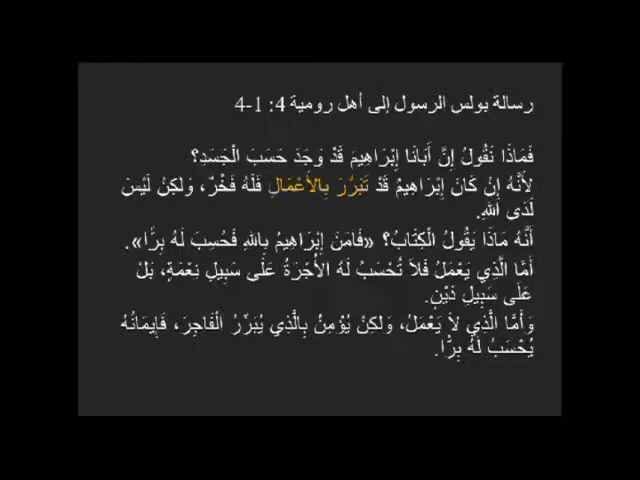 رسالة بولس الرسول إلى أهل رومية 4: 1-4
فَمَاذَا نَقُولُ إِنَّ أَبَانَا إِبْرَاهِيمَ قَدْ وَجَدَ حَسَبَ الْجَسَدِ؟
لأَنَّهُ إِنْ كَانَ إِبْرَاهِيمُ قَدْ تَبَرَّرَ بِالأَعْمَالِ فَلَهُ فَخْرٌ، وَلكِنْ لَيْسَ
لَدَى اللهِ.
أَنَّهُ مَاذَا يَقُولُ الْكِتَابُ؟ «فَآمَنَ إِبْرَاهِيمُ بِاللهِ فَحُسِبَ لَهُ بِرًّا».
أَمَّا الَّذِي يَعْمَلُ فَلاَ تُحْسَبُ لَهُ الأُجْرَةُ عَلَى سَبِيلِ نِعْمَةٍ، بَلْ
عَلَى سَبِيلِ دَيْنٍ.
وَأَمَّا الَّذِي لاَ يَعْمَلُ، وَلكِنْ يُؤْمِنُ بِالَّذِي يُبَرِّرُ الْفَاجِرَ، فَإِيمَانُهُ
يُحْسَبُ لَهُ بِرًّا.